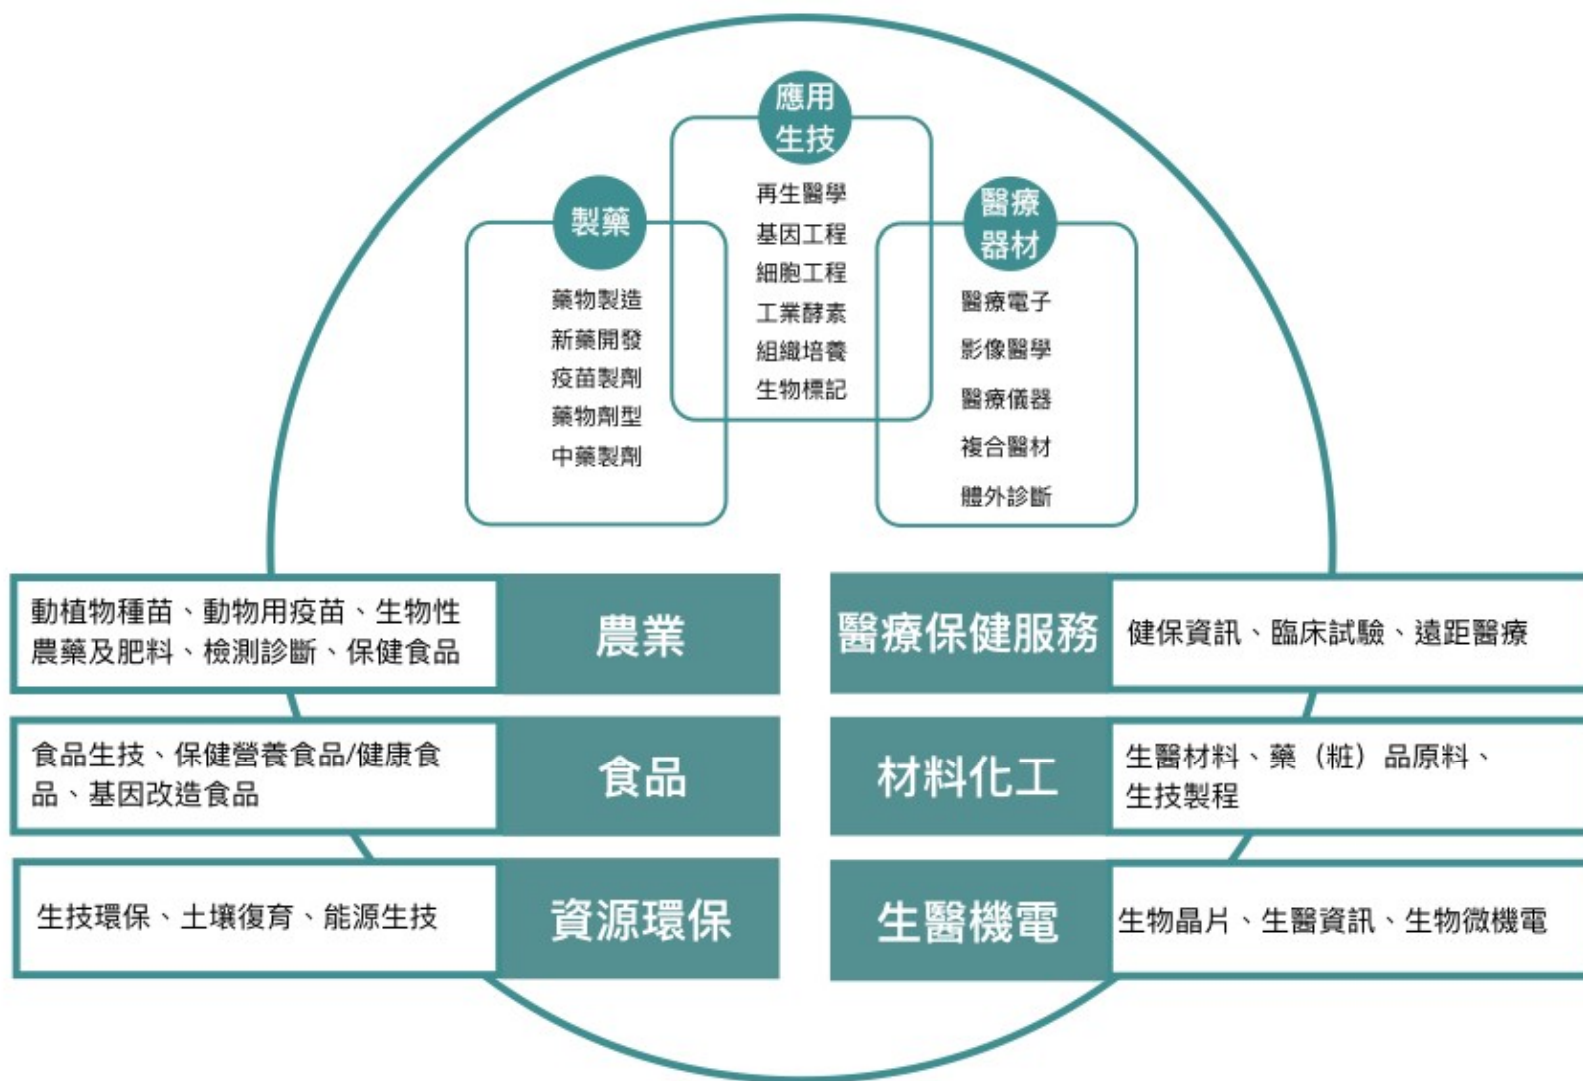 應用
生技
再生醫學
基因工程
細胞工程
工業酵素
組織培養
生物標記
製藥
藥物製造
新藥開發
疫苗製劑
藥物劑型
中藥製劑
醫療
器材
醫療電子
影像醫學
醫療儀器
複合醫材
體外診斷
動植物種苗、動物用疫苗、生物性
農藥及肥料、檢測診斷、保健食品
農業
醫療保健服務
健保資訊、臨床試驗、遠距醫療
食品生技、保健營養食品/健康食
品、基因改造食品
食品
材料化工
生醫材料、藥（粧）品原料、
生技製程
生技環保、土壤復育、能源生技
資源環保
生醫機電
生物晶片、生醫資訊、生物微機電